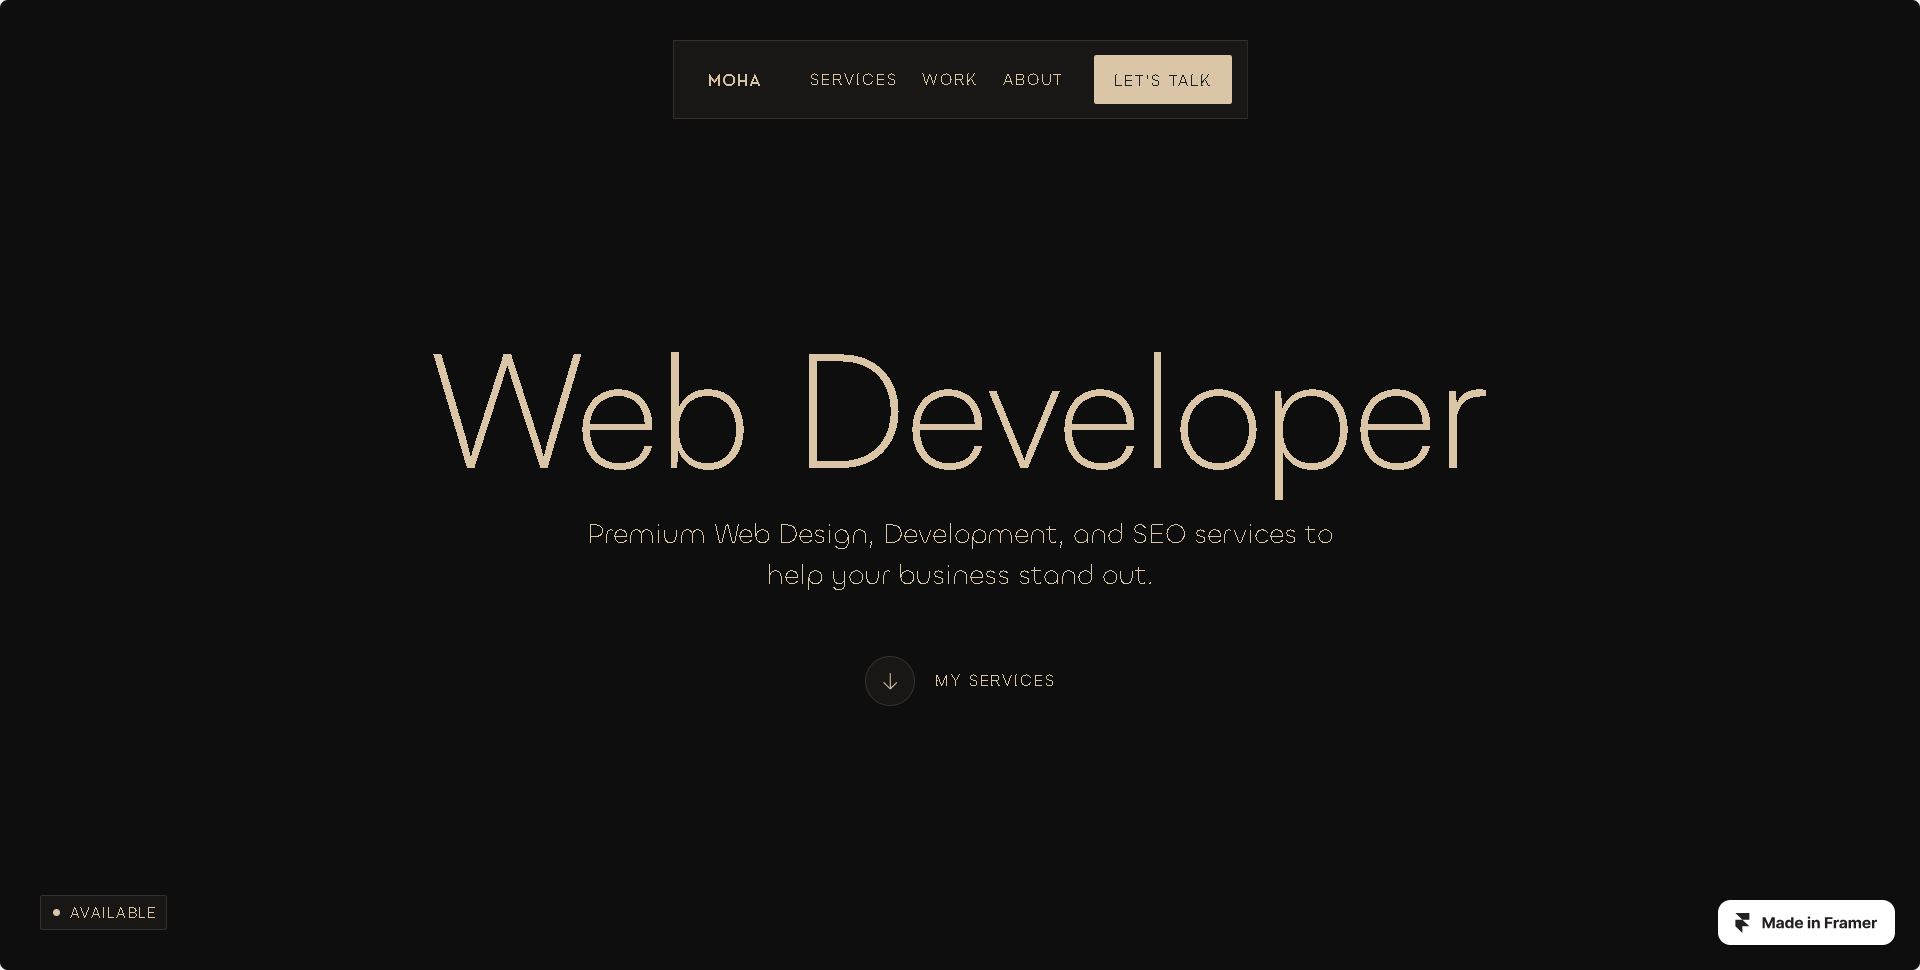 MOHA SERVICES WORK ABOUT LET'S TALK
Web Developer
Premium Web Design, Development, and SEO services to
help your business stand out.
MY SERVICES
AVAILABLE
Made in Framer